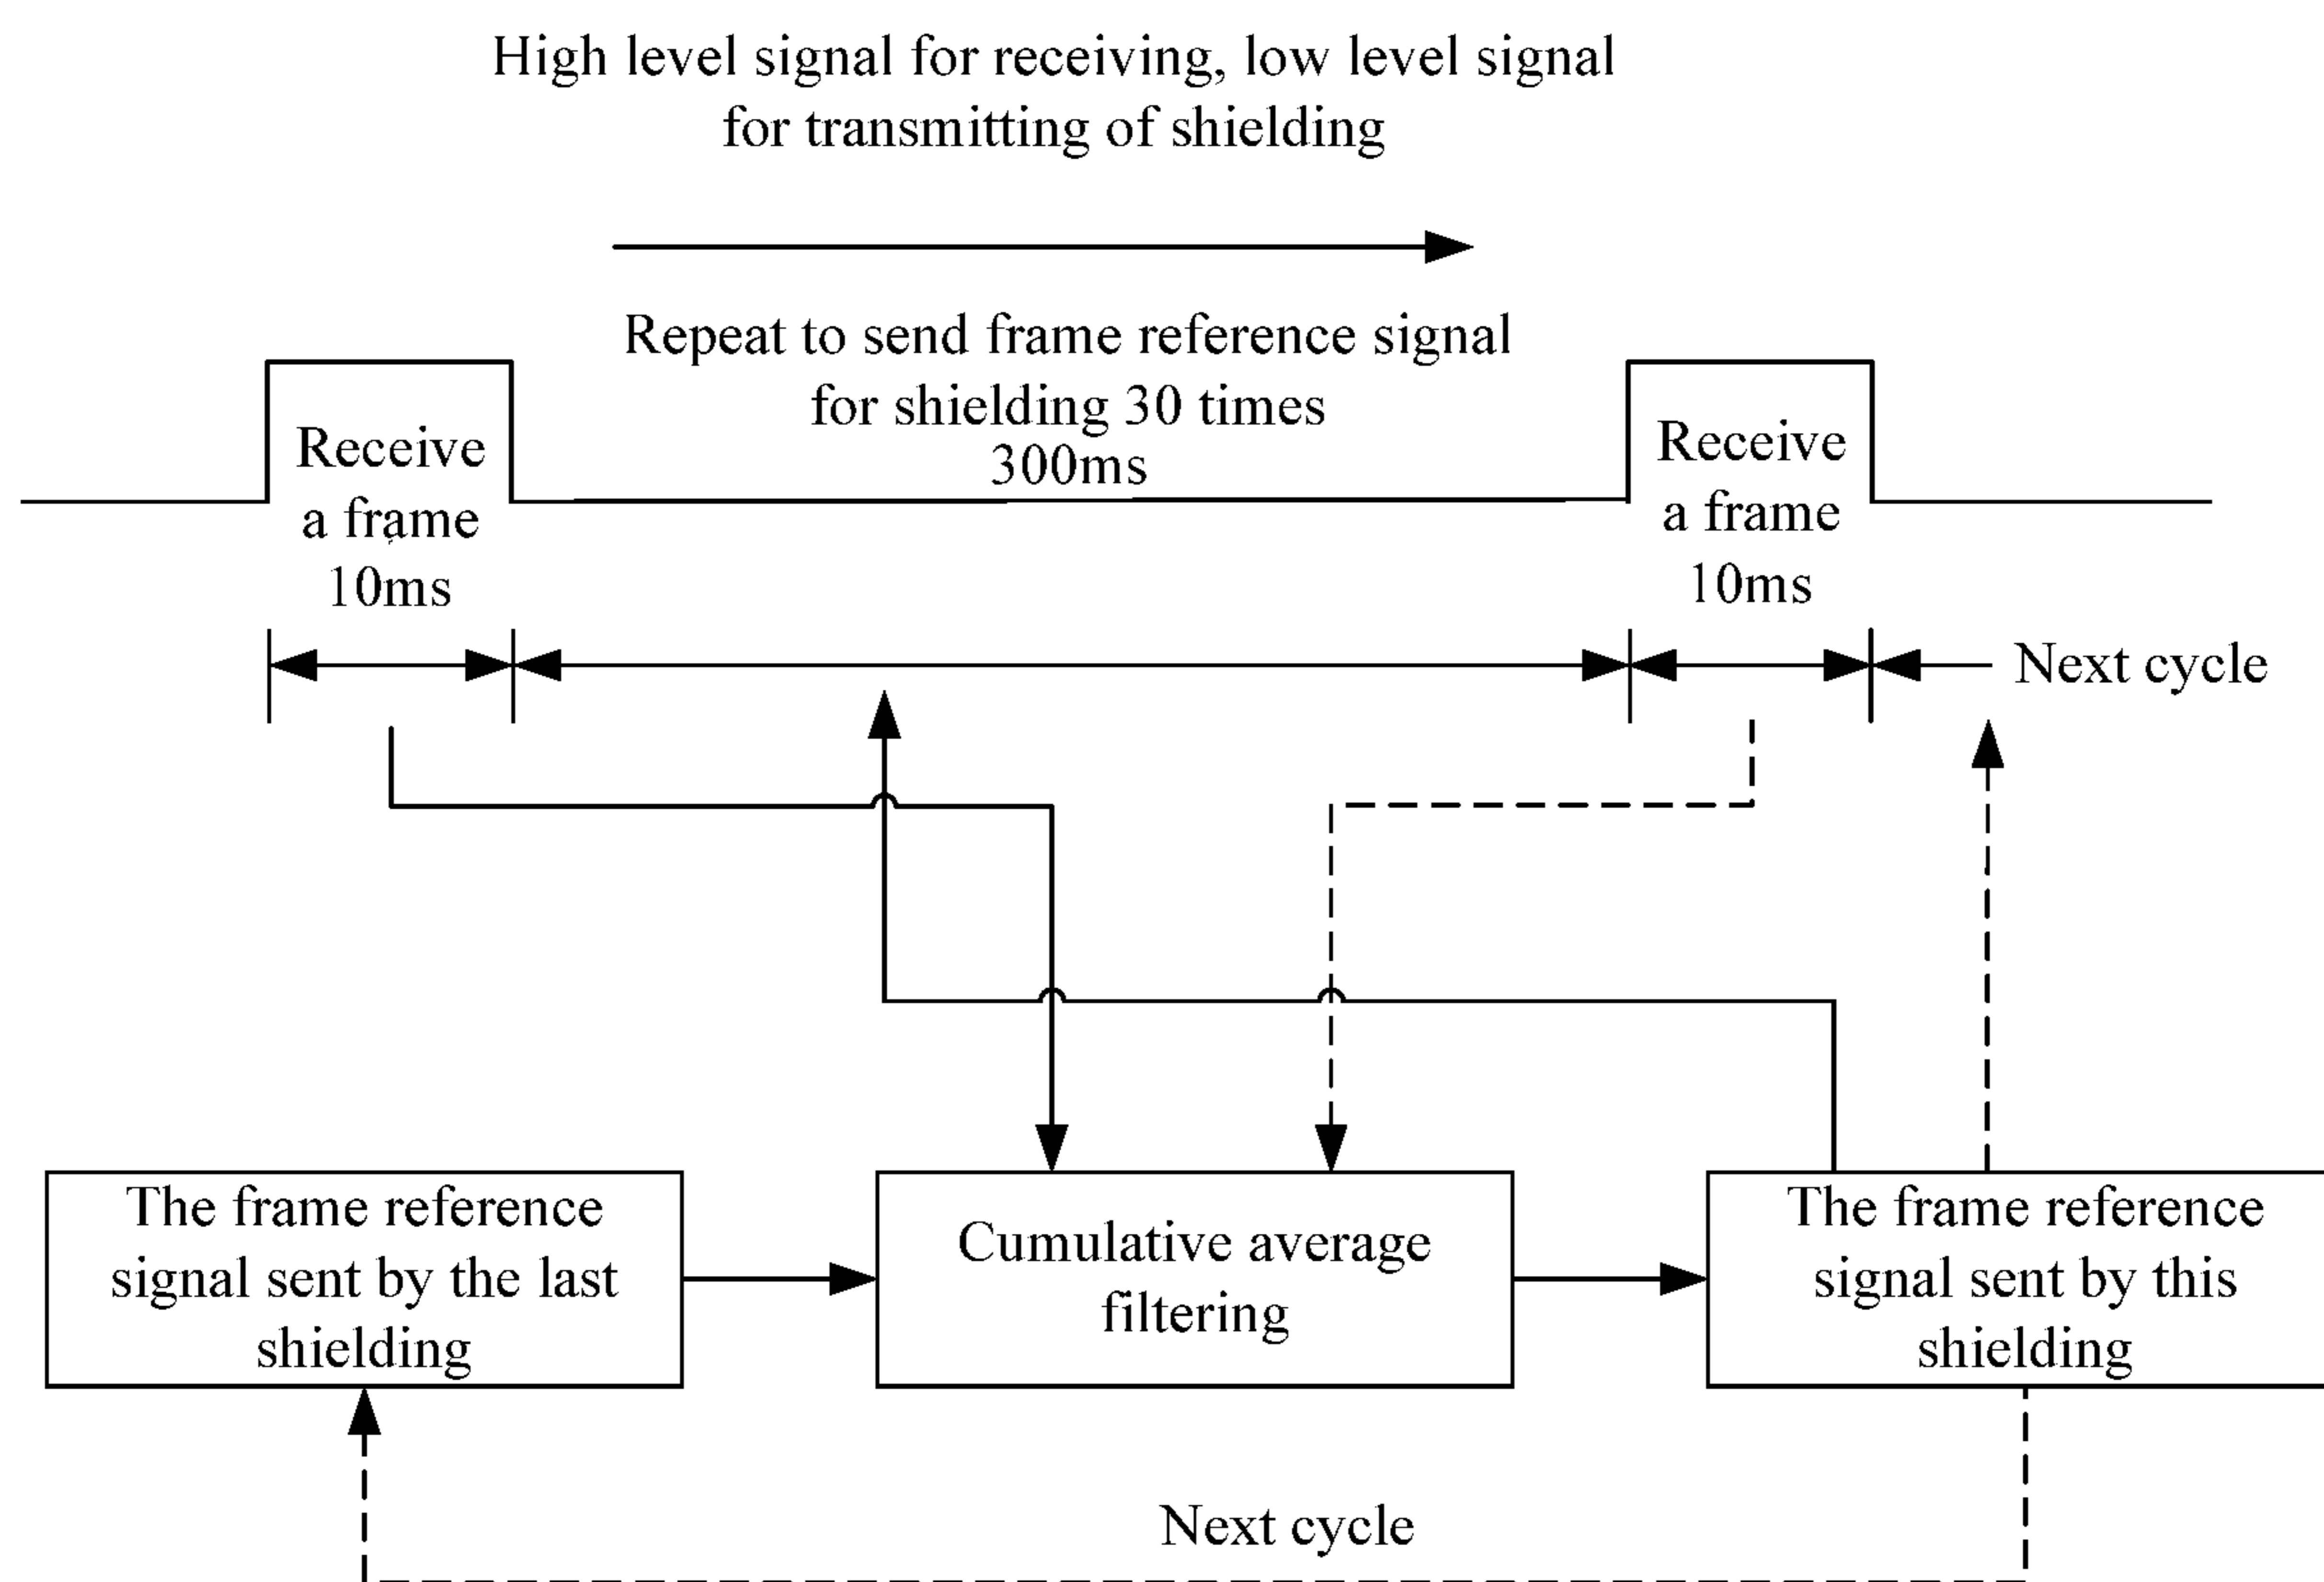 High level signal for receiving, low level signal
for transmitting of shielding
Repeat to send frame reference signal
for shielding 30 times
300ms
Receive
a frame
10ms
Receive
a frame
10ms
Next cycle
The frame reference
signal sent by the last
shielding
Cumulative average
filtering
The frame reference
signal sent by this
shielding
Next cycle